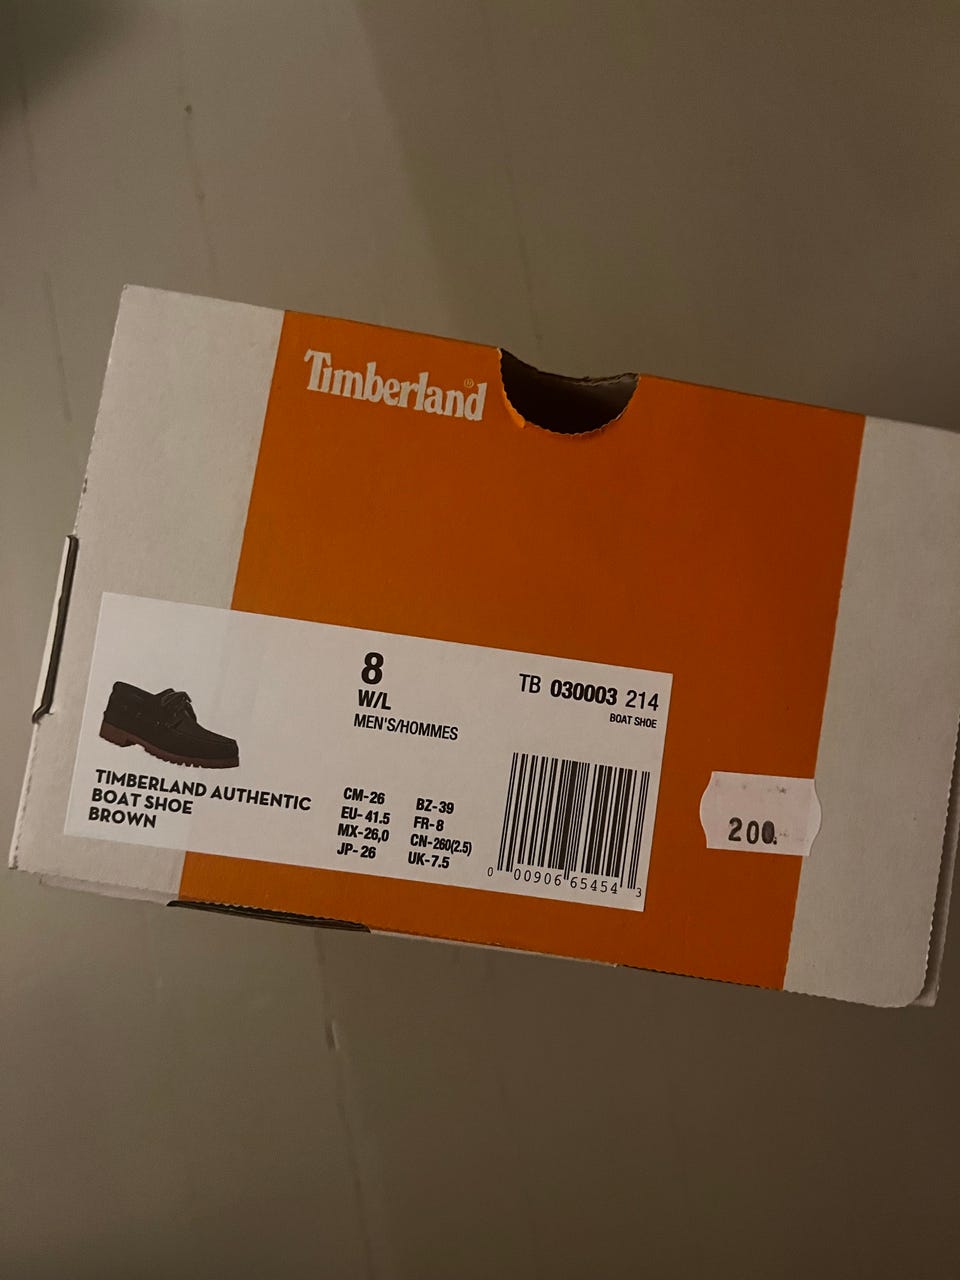 Timberland®
8
W/L
MEN'S/HOMMES
TB 030003 214
BOAT SHOE
TIMBERLAND AUTHENTIC
BOAT SHOE
BROWN
CM-26
EU-41.5
MX-26,0
JP-26
BZ-39
FR-8
CN-260(2.5)
UK-7.5
0 00906 65454 3
200.